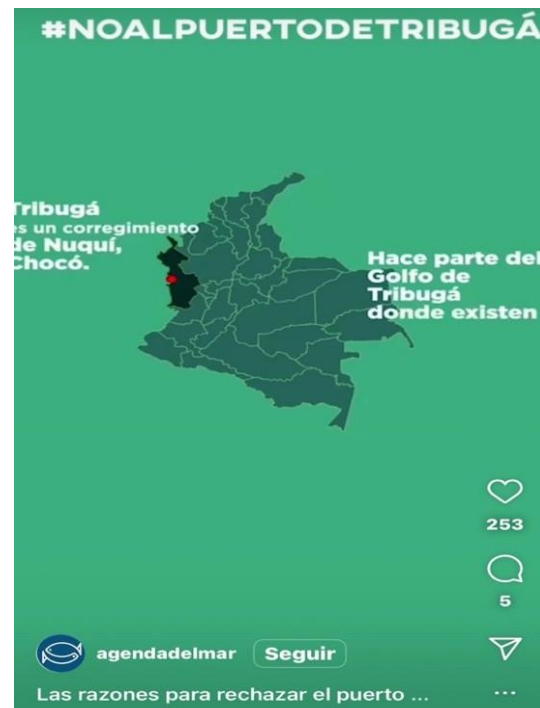 #NOALPUERTODETRIBUGÁ
Tribugá
es un corregimiento
de Nuquí,
Chocó.
Hace parte del
Golfo de
Tribugá
donde existen
253
5
agendadelmar
Seguir
Las razones para rechazar el puerto ...